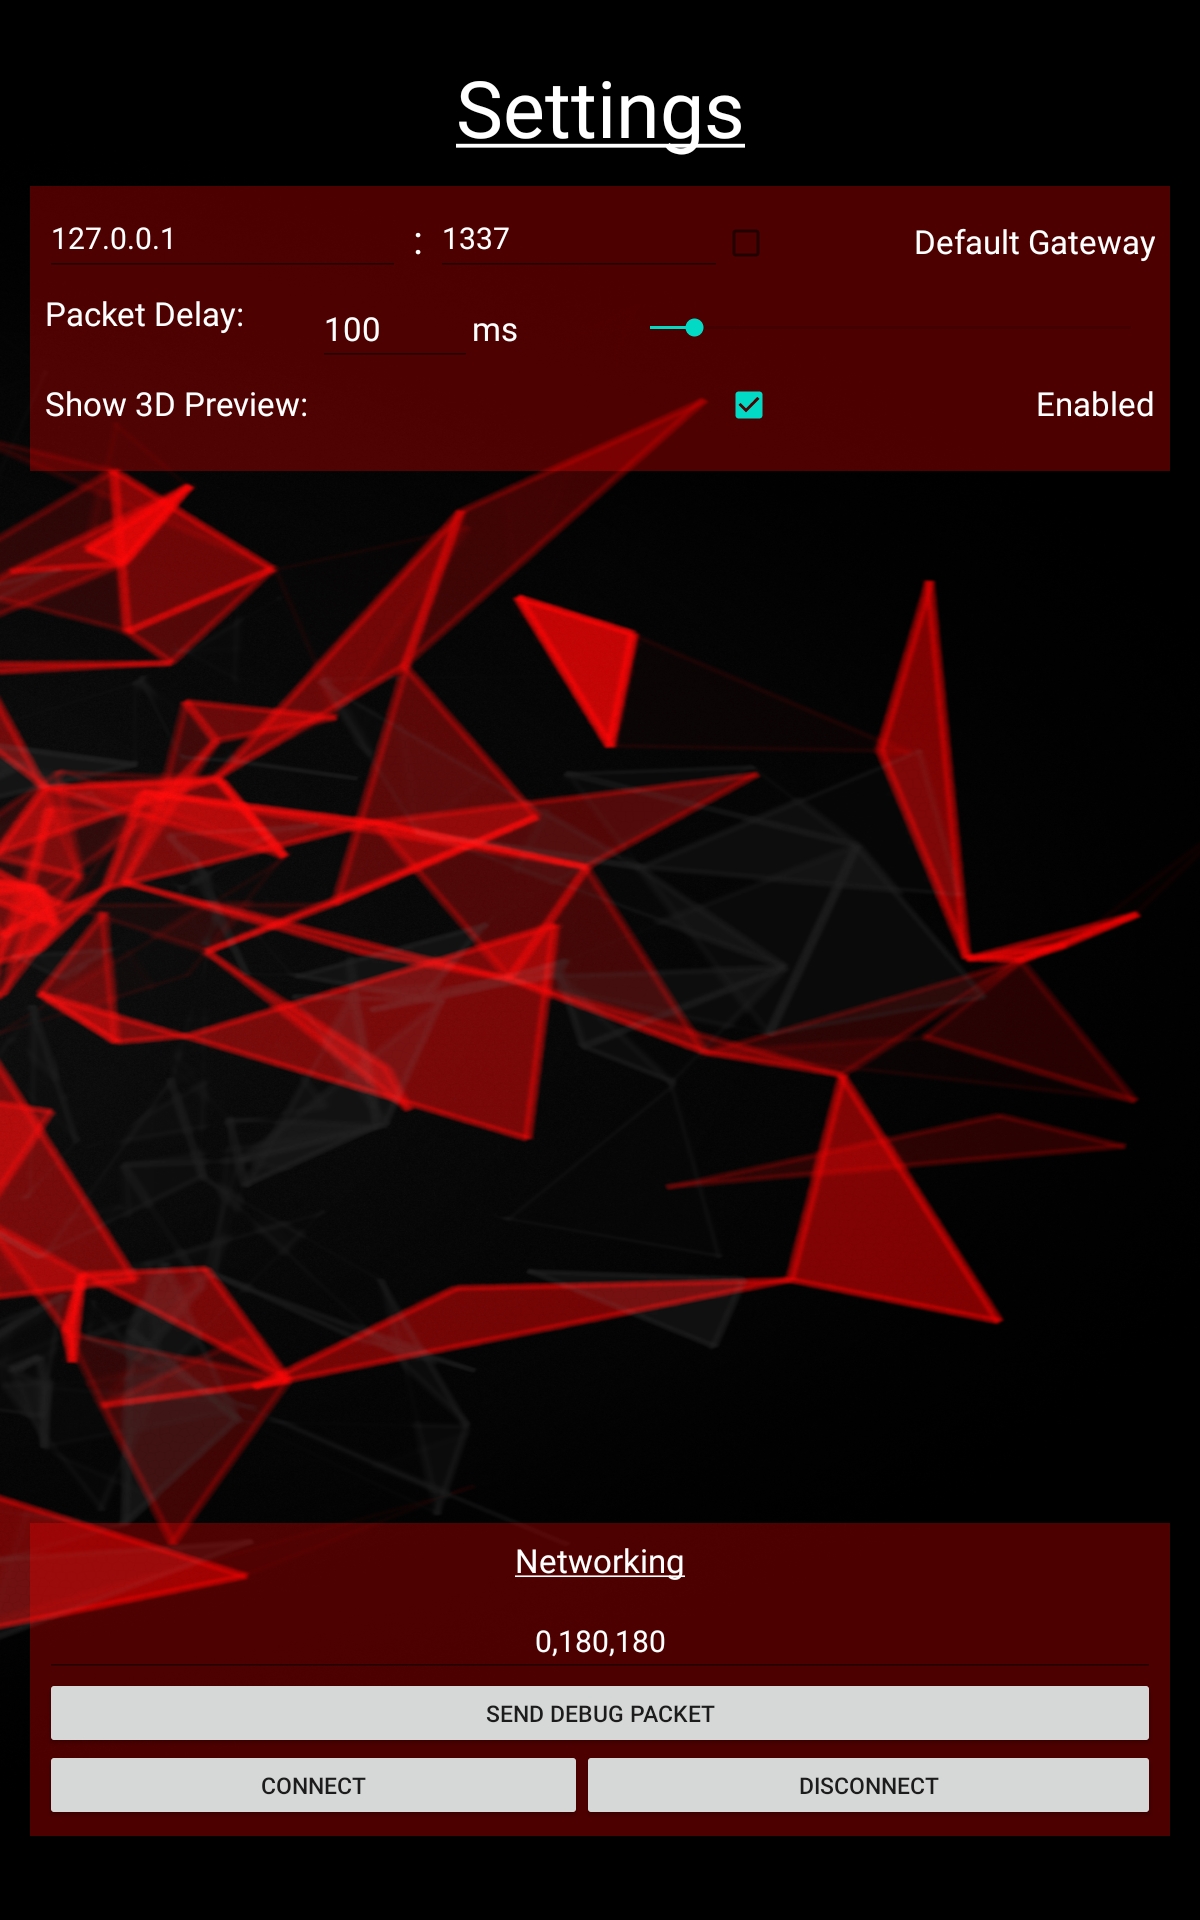 Settings
127.0.0.1 : 1337 Default Gateway
Packet Delay: 100 ms
Show 3D Preview: Enabled
Networking
0,180,180
SEND DEBUG PACKET
CONNECT DISCONNECT